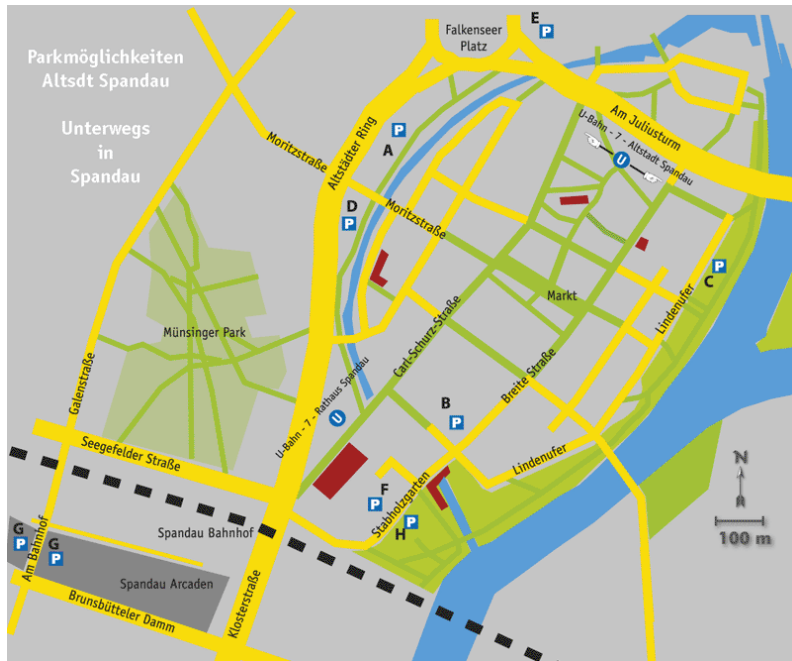 Parkmöglichkeiten
Altsdt Spandau
Unterwegs
in
Spandau
E
P
Falkenseer
Platz
Am Juliusturm
U-Bahn - 7 - Altstadt Spandau
U
P
A
Altstädter Ring
Moritzstraße
D
P
Moritzstraße
Münsinger Park
Galenstraße
Carl-Schurz-Straße
Markt
P
C
Lindenufer
Breite Straße
U-Bahn - 7 - Rathaus Spandau
U
B
P
Seegefelder Straße
Lindenufer
F
P
Stabholzgarten
P
H
N
100 m
Spandau Bahnhof
G
P
G
P
Am Bahnhof
Spandau Arcaden
Brunsbütteler Damm
Klosterstraße